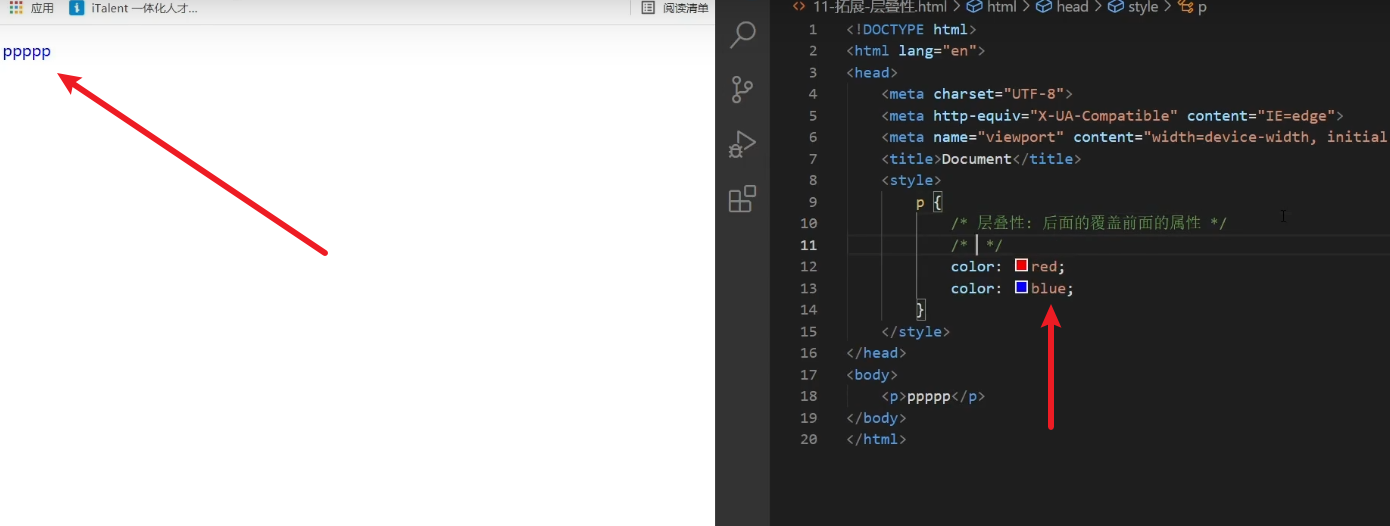 应用 iTalent 一体化人才... 阅读清单
ppppp
11-拓展-层叠性.html > html > head > style > p
1 <!DOCTYPE html>
2 <html lang="en">
3 <head>
4 <meta charset="UTF-8">
5 <meta http-equiv="X-UA-Compatible" content="IE=edge">
6 <meta name="viewport" content="width=device-width, initial
7 <title>Document</title>
8 <style>
9 p {
10 /* 层叠性: 后面的覆盖前面的属性 */
11 /* */
12 color: red;
13 color: blue;
14 }
15 </style>
16 </head>
17 <body>
18 <p>ppppp</p>
19 </body>
20 </html>